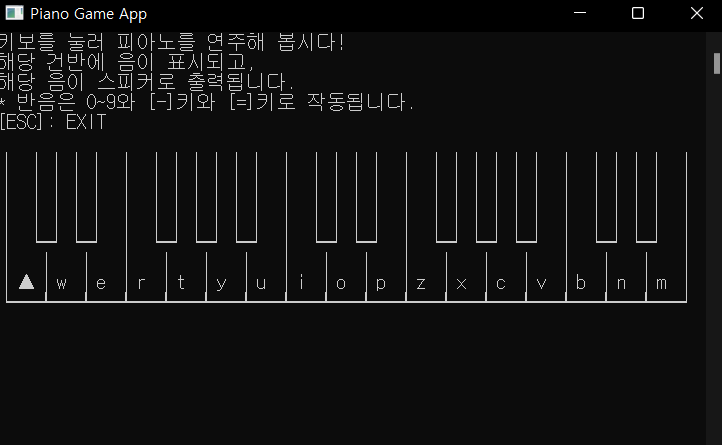 Piano Game App
키보를 눌러 피아노를 연주해 봅시다!
해당 건반에 음이 표시되고,
해당 음이 스피커로 출력됩니다.
* 반음은 0~9와 [-]키와 [=]키로 작동됩니다.
[ESC]: EXIT
▲ w e r t y u i o p z x c v b n m